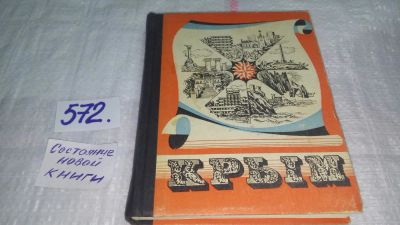 572.
Состояние
новой
книги
КРЫМ